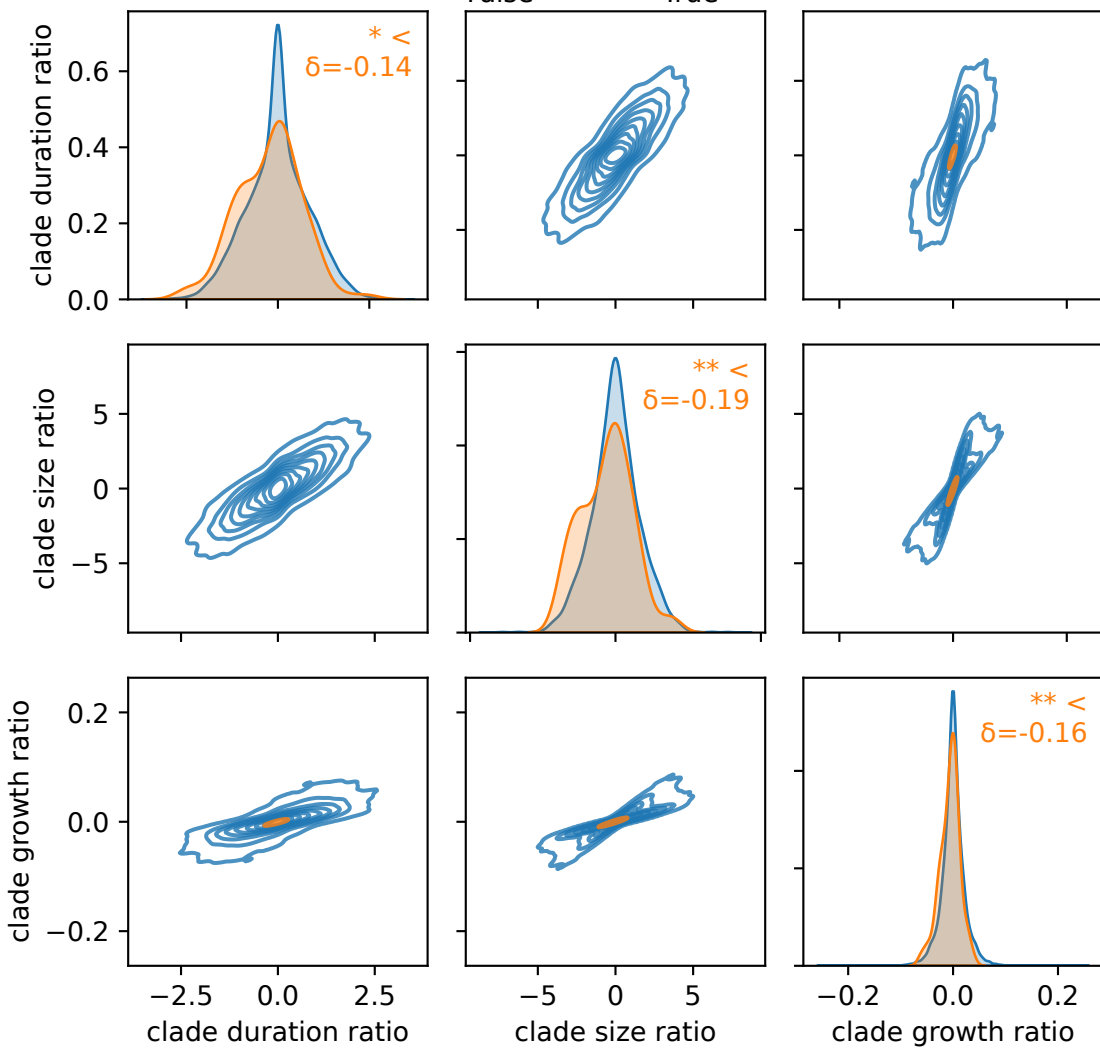 * <
δ=-0.14
clade duration ratio
0.6
0.4
0.2
0.0
** <
δ=-0.19
clade size ratio
5
0
−5
** <
δ=-0.16
clade growth ratio
0.2
0.0
−0.2
−2.5 0.0 2.5 −5 0 5 −0.2 0.0 0.2
clade duration ratio clade size ratio clade growth ratio